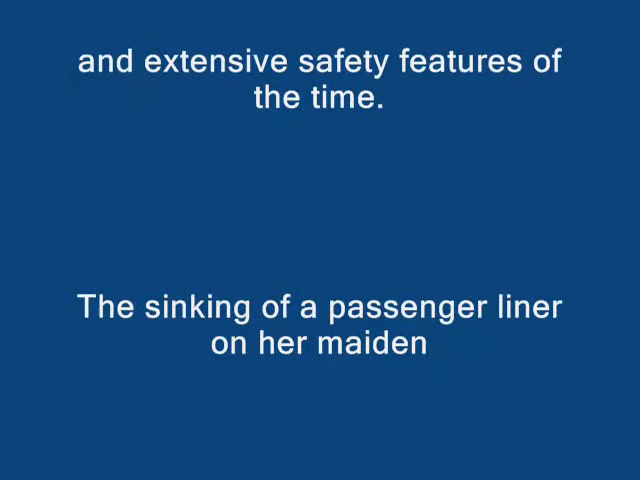 and extensive safety features of
the time.
The sinking of a passenger liner
on her maiden